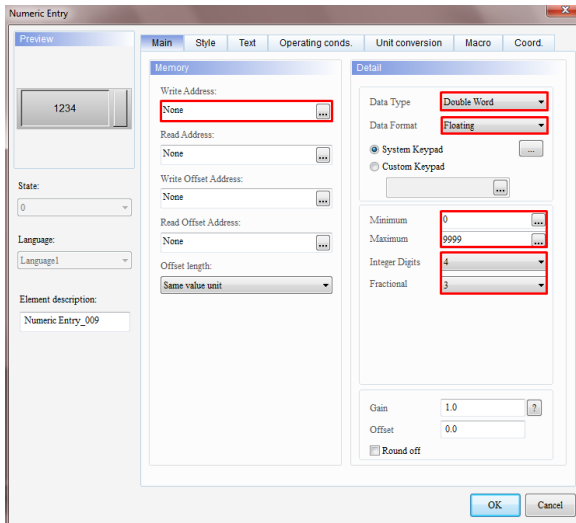 Numeric Entry
Preview
1234
State:
0
Language:
Language1
Element description:
Numeric Entry_009
Main Style Text Operating conds. Unit conversion Macro Coord.
Memory
Write Address:
None ...
Read Address:
None ...
Write Offset Address:
None ...
Read Offset Address:
None ...
Offset length:
Same value unit
Detail
Data Type Double Word
Data Format Floating
System Keypad ...
Custom Keypad
...
Minimum 0 ...
Maximum 9999 ...
Integer Digits 4
Fractional 3
Gain 1.0 ?
Offset 0.0
Round off
OK Cancel